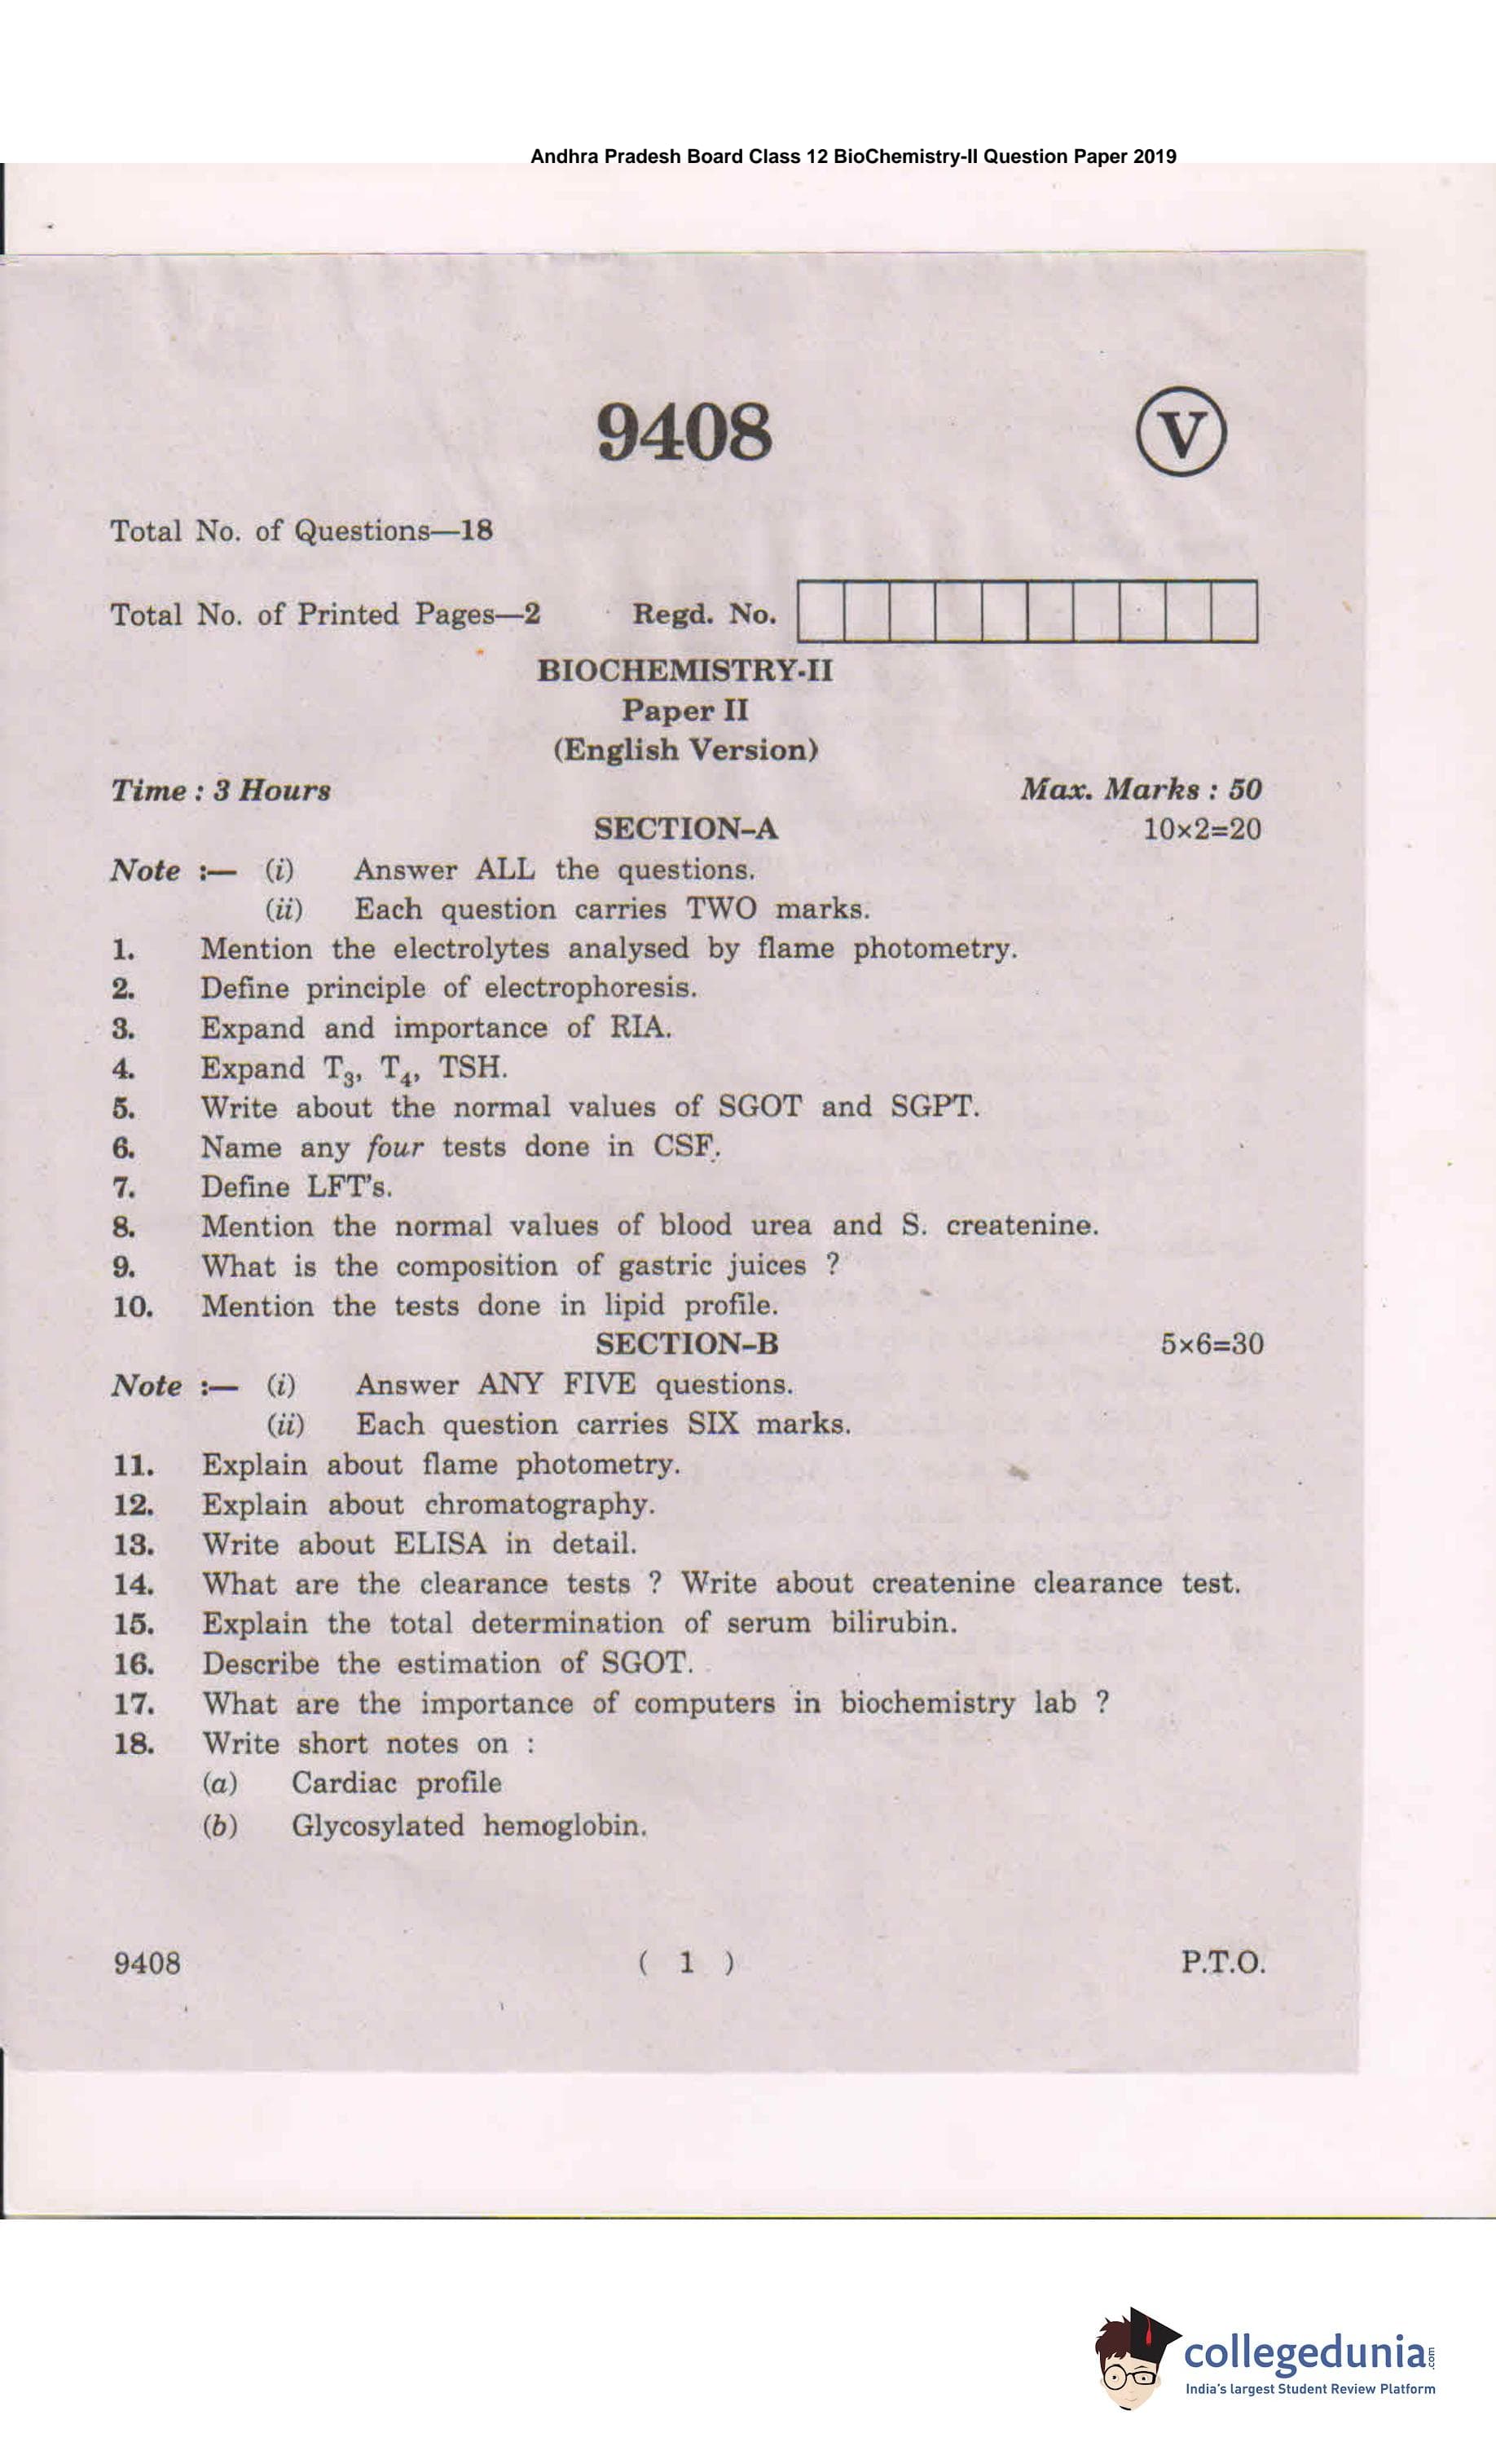 Andhra Pradesh Board Class 12 BioChemistry-II Question Paper 2019
9408
V
Total No. of Questions—18
Total No. of Printed Pages—2 Regd. No.
BIOCHEMISTRY-II
Paper II
(English Version)
Time : 3 Hours Max. Marks : 50
SECTION–A 10×2=20
Note :— (i) Answer ALL the questions.
(ii) Each question carries TWO marks.
1. Mention the electrolytes analysed by flame photometry.
2. Define principle of electrophoresis.
3. Expand and importance of RIA.
4. Expand T₃, T₄, TSH.
5. Write about the normal values of SGOT and SGPT.
6. Name any four tests done in CSF.
7. Define LFT's.
8. Mention the normal values of blood urea and S. createnine.
9. What is the composition of gastric juices ?
10. Mention the tests done in lipid profile.
SECTION–B 5×6=30
Note :— (i) Answer ANY FIVE questions.
(ii) Each question carries SIX marks.
11. Explain about flame photometry.
12. Explain about chromatography.
13. Write about ELISA in detail.
14. What are the clearance tests ? Write about createnine clearance test.
15. Explain the total determination of serum bilirubin.
16. Describe the estimation of SGOT.
17. What are the importance of computers in biochemistry lab ?
18. Write short notes on :
(a) Cardiac profile
(b) Glycosylated hemoglobin.
9408 ( 1 ) P.T.O.
collegedunia.com
India's largest Student Review Platform